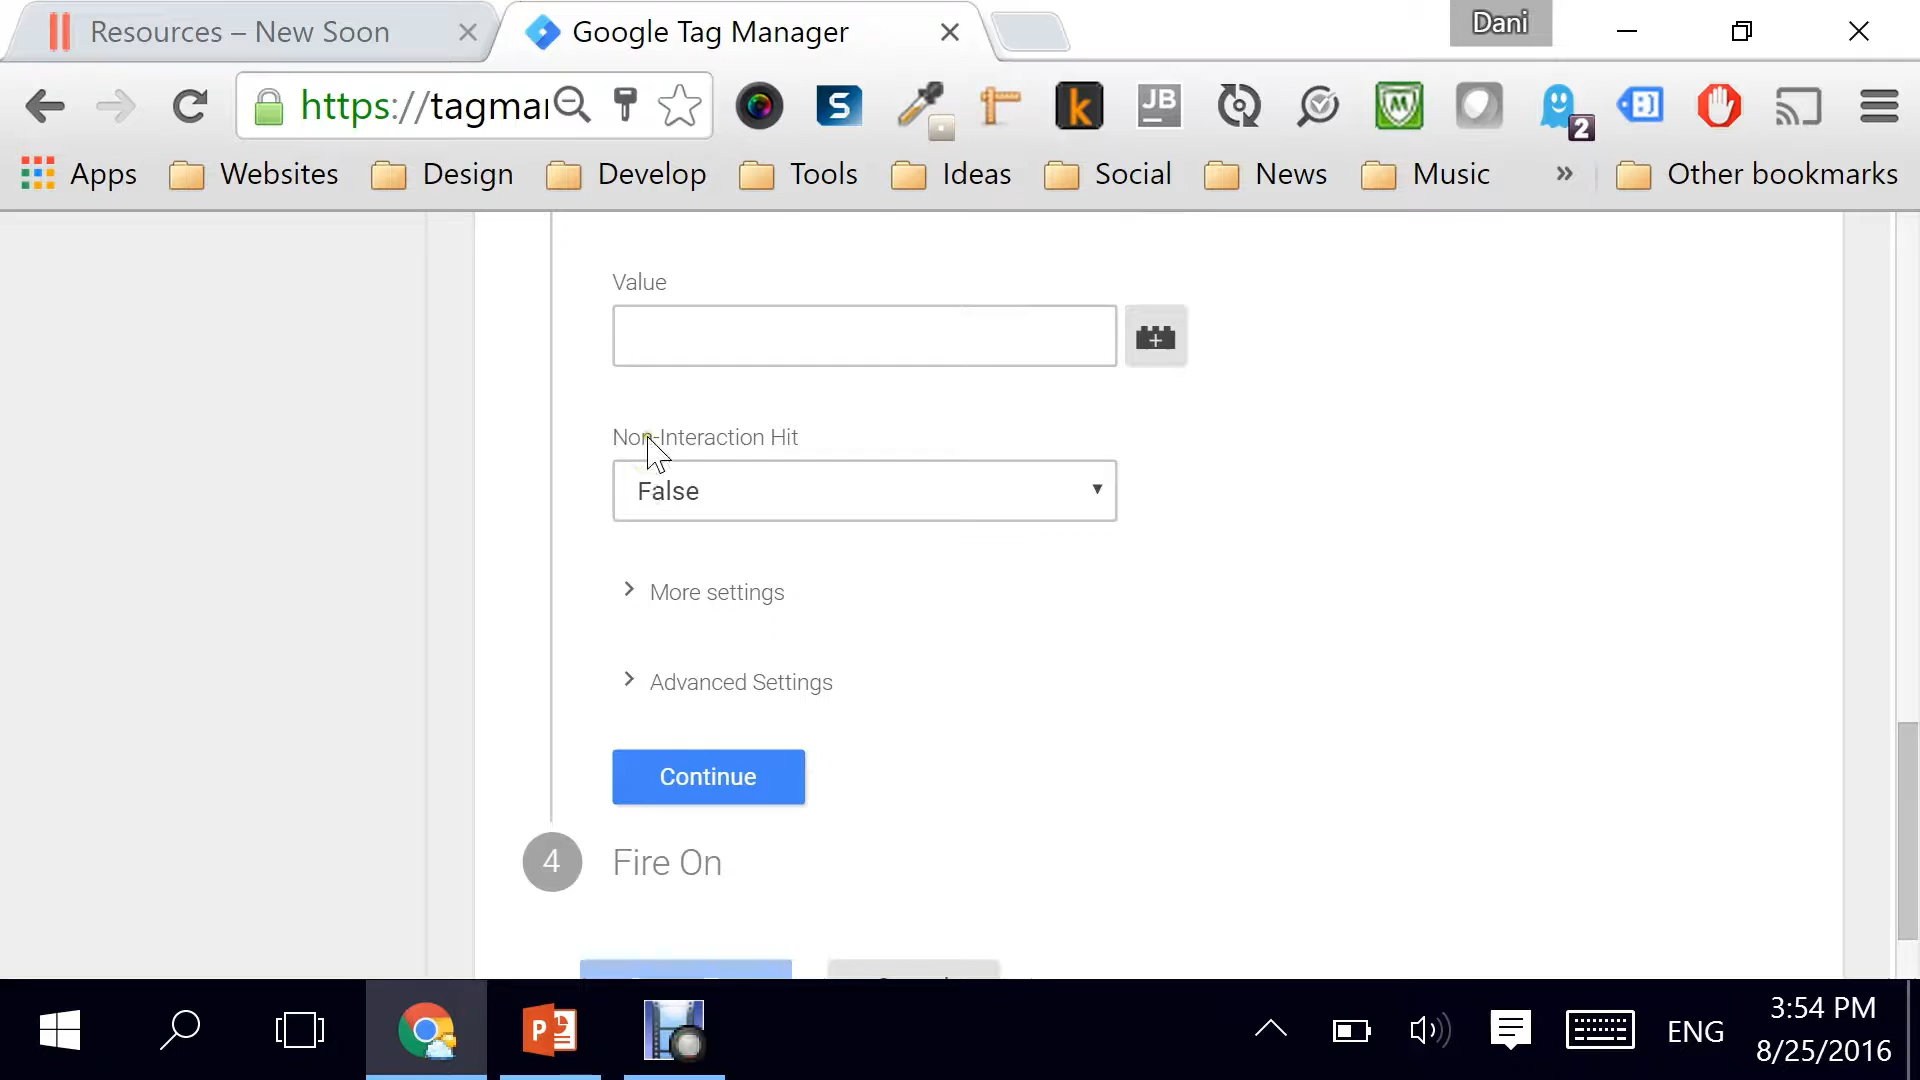 Resources – New Soon
Google Tag Manager
Dani
https://tagma
S
k
JB
M
2
Apps
Websites
Design
Develop
Tools
Ideas
Social
News
Music
»
Other bookmarks
Value
Non-Interaction Hit
False
More settings
Advanced Settings
Continue
4 Fire On
ENG
3:54 PM
8/25/2016